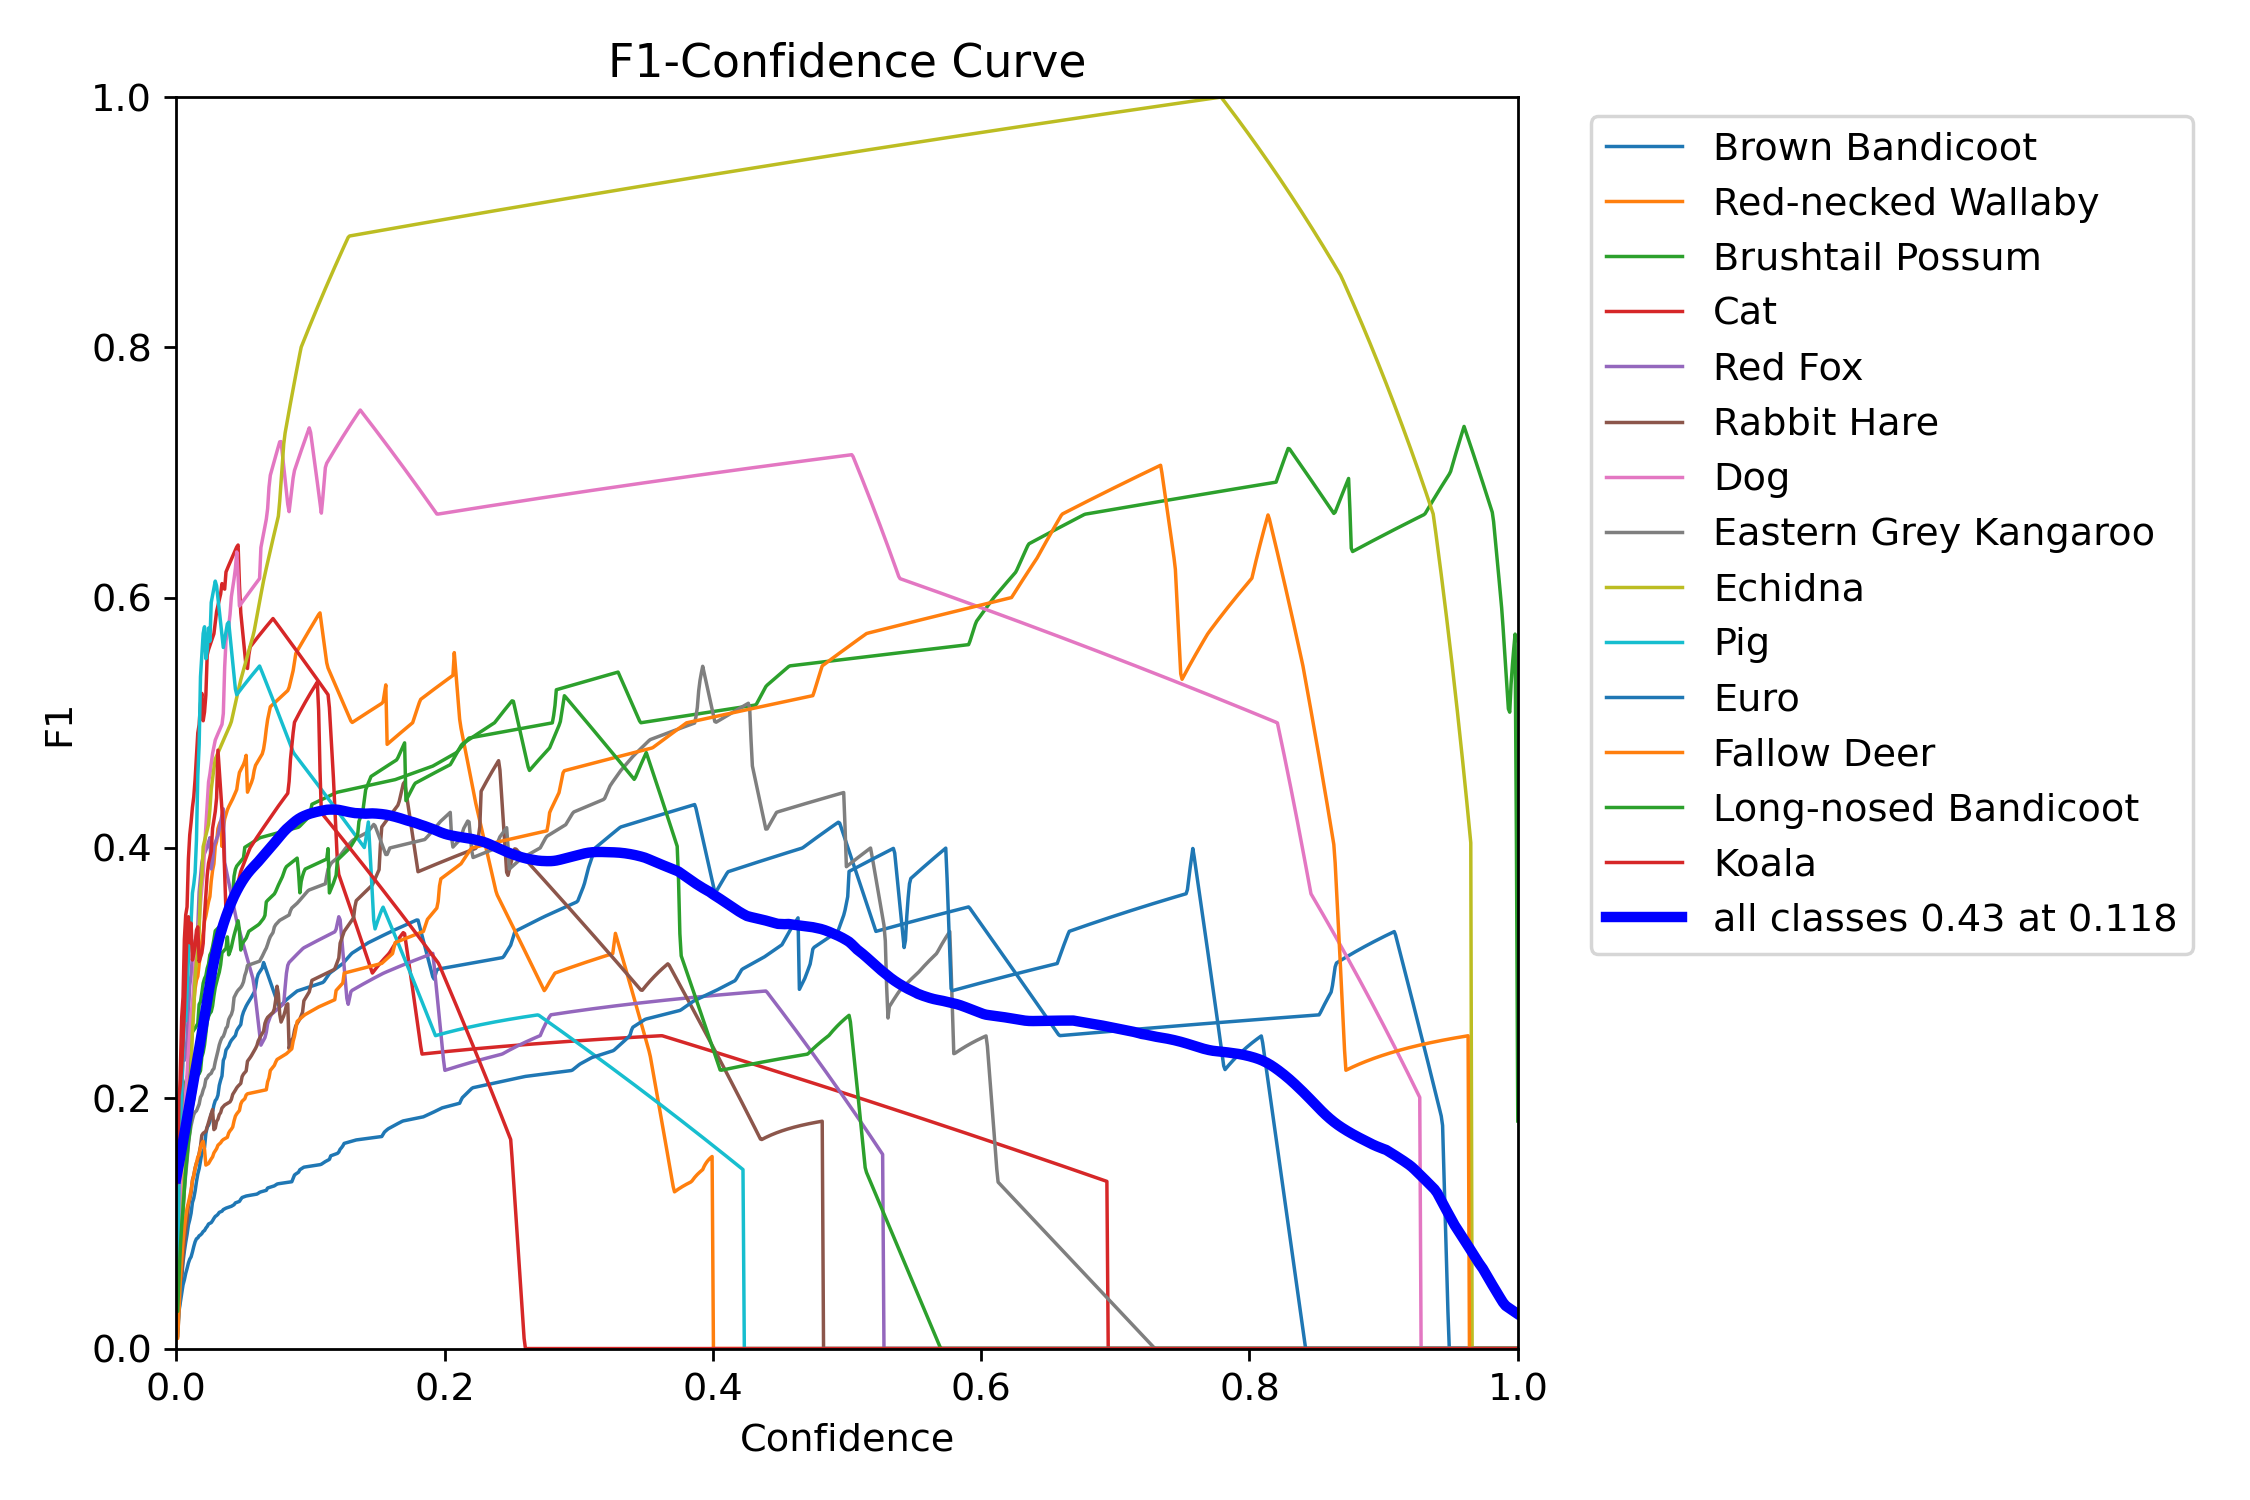 F1-Confidence Curve
1.0
0.8
0.6
0.4
0.2
0.0
F1
0.0 0.2 0.4 0.6 0.8 1.0
Confidence
Brown Bandicoot
Red-necked Wallaby
Brushtail Possum
Cat
Red Fox
Rabbit Hare
Dog
Eastern Grey Kangaroo
Echidna
Pig
Euro
Fallow Deer
Long-nosed Bandicoot
Koala
all classes 0.43 at 0.118